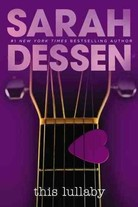 SARAH
#1 NEW YORK TIMES BESTSELLING AUTHOR
DESSEN
this lullaby